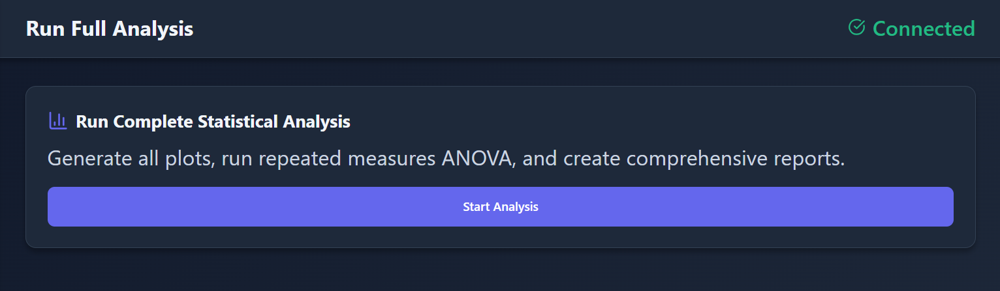 Run Full Analysis
Connected
Run Complete Statistical Analysis
Generate all plots, run repeated measures ANOVA, and create comprehensive reports.
Start Analysis